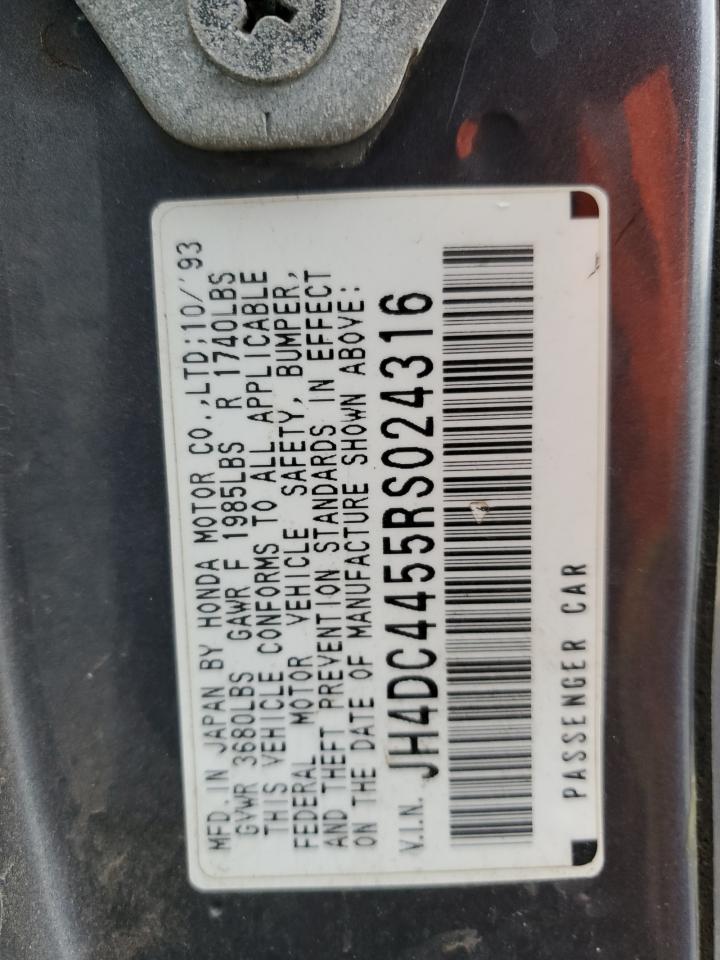 MFD. IN JAPAN BY HONDA MOTOR CO.,LTD;10/'93
GVWR 3680LBS GAWR F 1985LBS R 1740LBS
THIS VEHICLE CONFORMS TO ALL APPLICABLE
FEDERAL MOTOR VEHICLE SAFETY, BUMPER,
AND THEFT PREVENTION STANDARDS IN EFFECT
ON THE DATE OF MANUFACTURE SHOWN ABOVE:
V.I.N. JH4DC4455RS024316
PASSENGER CAR